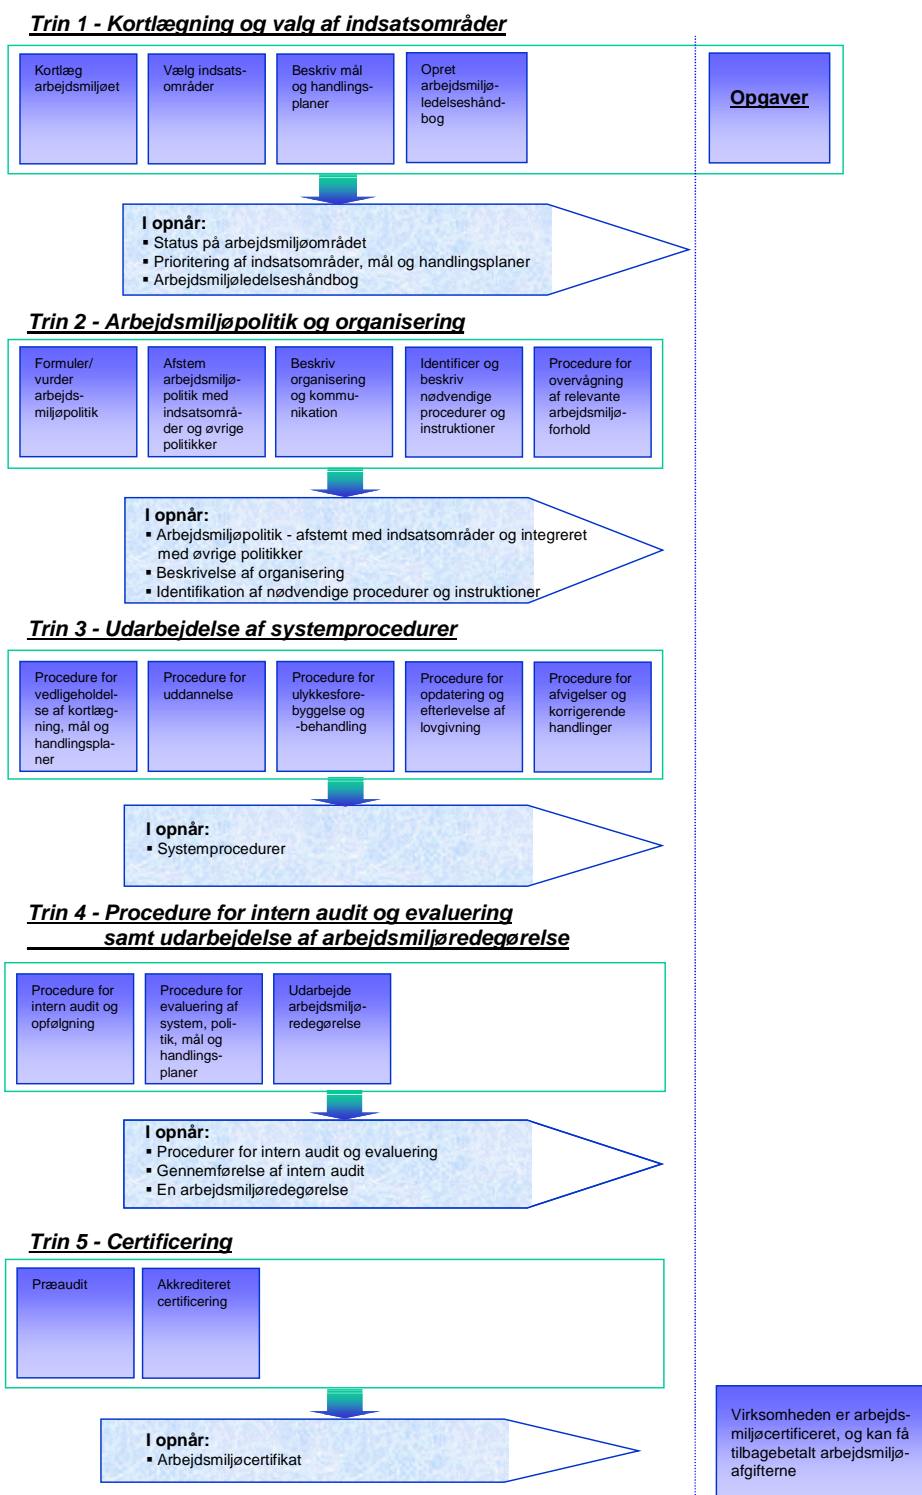 Trin 1 - Kortlægning og valg af indsatsområder
Kortlæg
arbejdsmiljøet
Vælg indsats-
områder
Beskriv mål
og handlings-
planer
Opret
arbejdsmiljø-
ledelseshånd-
bog
Opgaver
I opnår:
▪ Status på arbejdsmiljøområdet
▪ Prioritering af indsatsområder, mål og handlingsplaner
▪ Arbejdsmiljøledelseshåndbog
Trin 2 - Arbejdsmiljøpolitik og organisering
Formuler/
vurder
arbejds-
miljøpolitik
Afstem
arbejdsmiljø-
politik med
indsatsområ-
der og øvrige
politikker
Beskriv
organisering
og kommu-
nikation
Identificer og
beskriv
nødvendige
procedurer og
instruktioner
Procedure for
overvågning
af relevante
arbejdsmiljø-
forhold
I opnår:
▪ Arbejdsmiljøpolitik - afstemt med indsatsområder og integreret
med øvrige politikker
▪ Beskrivelse af organisering
▪ Identifikation af nødvendige procedurer og instruktioner
Trin 3 - Udarbejdelse af systemprocedurer
Procedure for
vedligeholdel-
se af kortlæg-
ning, mål og
handlingspla-
ner
Procedure for
uddannelse
Procedure for
ulykkesfore-
byggelse og
-behandling
Procedure for
opdatering og
efterlevelse af
lovgivning
Procedure for
afvigelser og
korrigerende
handlinger
I opnår:
▪ Systemprocedurer
Trin 4 - Procedure for intern audit og evaluering
samt udarbejdelse af arbejdsmiljøredegørelse
Procedure for
intern audit og
opfølgning
Procedure for
evaluering af
system, poli-
tik, mål og
handlings-
planer
Udarbejde
arbejdsmiljø-
redegørelse
I opnår:
▪ Procedurer for intern audit og evaluering
▪ Gennemførelse af intern audit
▪ En arbejdsmiljøredegørelse
Trin 5 - Certificering
Præaudit
Akkrediteret
certificering
I opnår:
▪ Arbejdsmiljøcertifikat
Virksomheden er arbejds-
miljøcertificeret, og kan få
tilbagebetalt arbejdsmiljø-
afgifterne